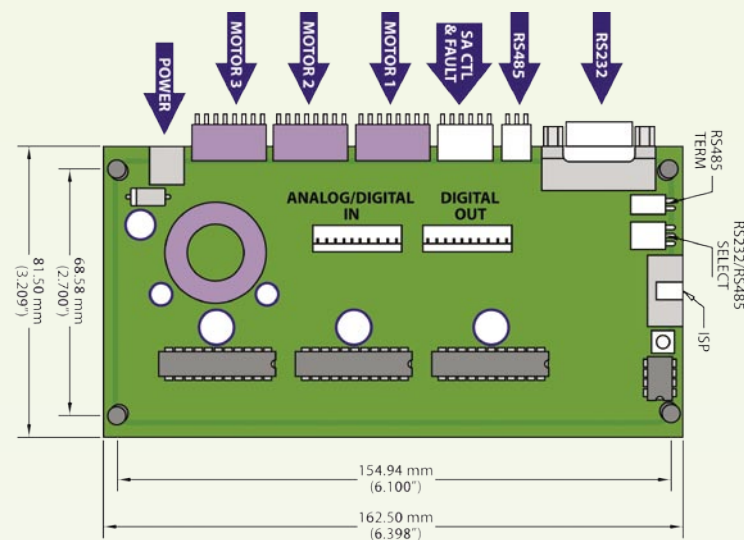 POWER
MOTOR 3
MOTOR 2
MOTOR 1
SA CTL
& FAULT
RS485
RS232
RS485
TERM
RS232/RS485
SELECT
ISP
ANALOG/DIGITAL
IN
DIGITAL
OUT
68.58 mm
(2.700")
81.50 mm
(3.209")
154.94 mm
(6.100")
162.50 mm
(6.398")